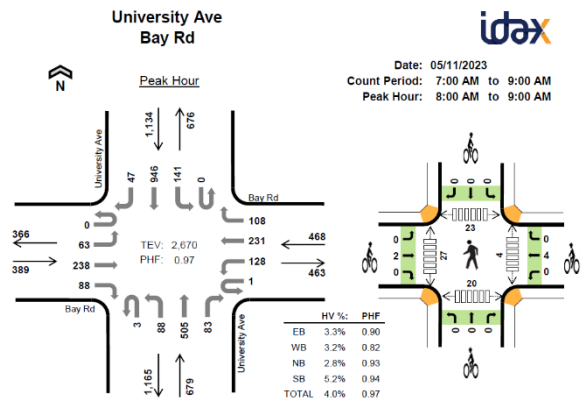 University Ave
Bay Rd
idax
Date: 05/11/2023
Count Period: 7:00 AM to 9:00 AM
Peak Hour: 8:00 AM to 9:00 AM
N
Peak Hour
1,134
676
University Ave
47
946
141
0
Bay Rd
0
63
238
88
366
389
TEV: 2,670
PHF: 0.97
108
231
128
1
468
463
Bay Rd
3
88
505
83
University Ave
1,165
679
HV %: PHF
EB 3.3% 0.90
WB 3.2% 0.82
NB 2.8% 0.93
SB 5.2% 0.94
TOTAL 4.0% 0.97
0 0 0
23
0
2
0
27
4
0
4
0
20
0 0 0